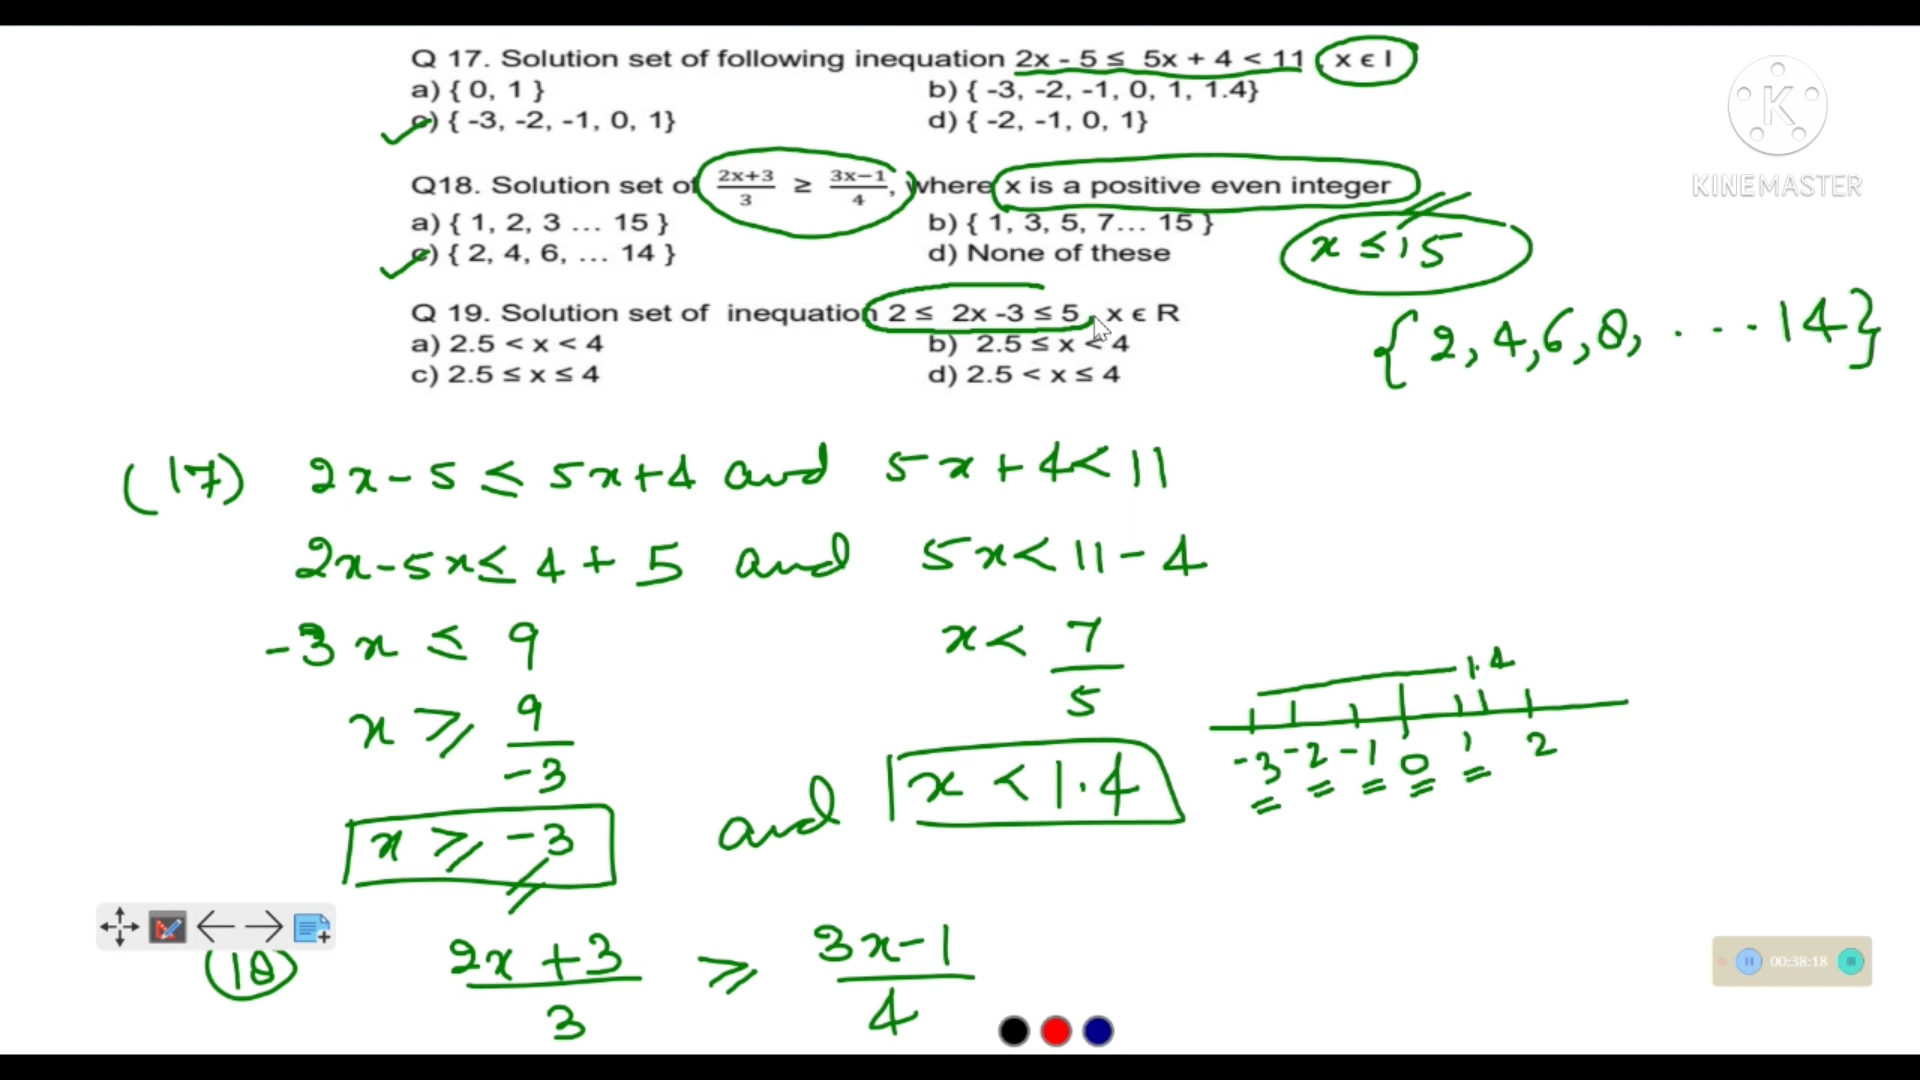 Q 17. Solution set of following inequation 2x - 5 ≤ 5x + 4 < 11 , x ϵ I
a) { 0, 1 } b) { -3, -2, -1, 0, 1, 1.4}
c) { -3, -2, -1, 0, 1} d) { -2, -1, 0, 1}
KINEMASTER
Q18. Solution set of (2x+3)/3 ≥ (3x−1)/4, where x is a positive even integer
a) { 1, 2, 3 ... 15 } b) { 1, 3, 5, 7... 15 }
c) { 2, 4, 6, ... 14 } d) None of these
x ≤ 15
Q 19. Solution set of inequation 2 ≤ 2x -3 ≤ 5 , x ϵ R
a) 2.5 < x < 4 b) 2.5 ≤ x < 4
c) 2.5 ≤ x ≤ 4 d) 2.5 < x ≤ 4
{2, 4, 6, 8, ... 14}
(17) 2x - 5 ≤ 5x + 4 and 5x + 4 < 11
2x - 5x ≤ 4 + 5 and 5x < 11 - 4
-3x ≤ 9 x < 7/5
x ≥ 9/-3
1.4
-3 -2 -1 0 1 2
x ≥ -3 and x < 1.4
(18) (2x + 3)/3 ≥ (3x - 1)/4
00:38:18